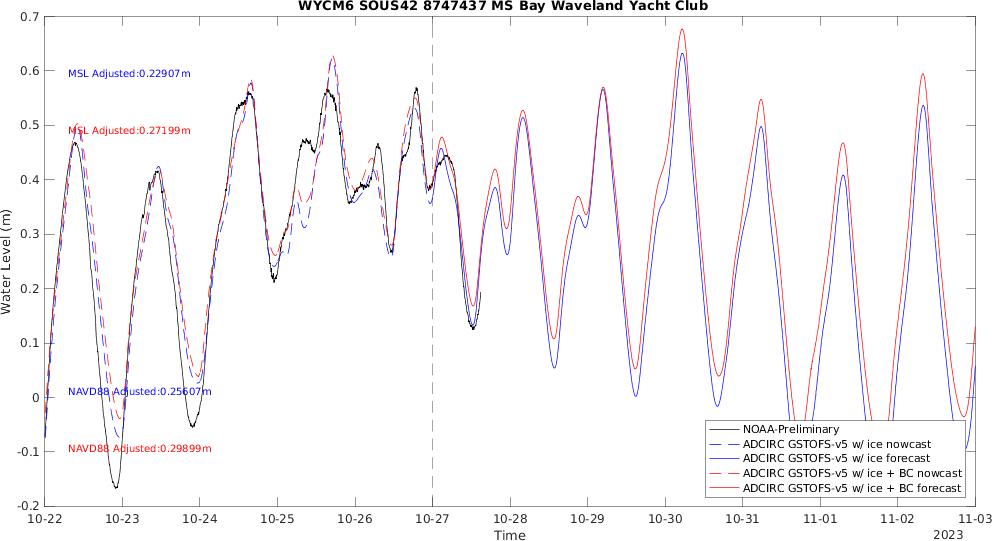 WYCM6 SOUS42 8747437 MS Bay Waveland Yacht Club
0.7
0.6
0.5
0.4
0.3
0.2
0.1
0
-0.1
-0.2
Water Level (m)
MSL Adjusted:0.22907m
MSL Adjusted:0.27199m
NAVD88 Adjusted:0.25607m
NAVD88 Adjusted:0.29899m
NOAA-Preliminary
ADCIRC GSTOFS-v5 w/ ice nowcast
ADCIRC GSTOFS-v5 w/ ice forecast
ADCIRC GSTOFS-v5 w/ ice + BC nowcast
ADCIRC GSTOFS-v5 w/ ice + BC forecast
10-22 10-23 10-24 10-25 10-26 10-27 10-28 10-29 10-30 10-31 11-01 11-02 11-03
Time
2023